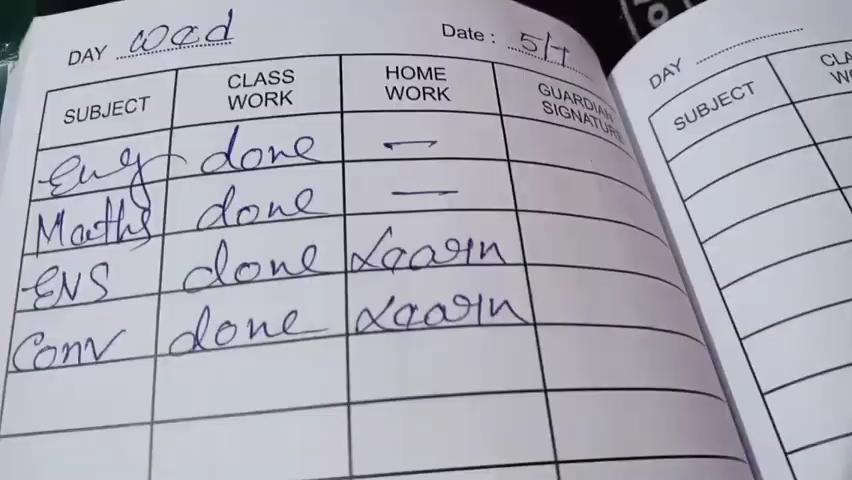 DAY Wed Date : 5/7
SUBJECT CLASS WORK HOME WORK GUARDIAN SIGNATURE
Eng done —
Maths done —
ENS done Learn
Conv done Learn
DAY
SUBJECT